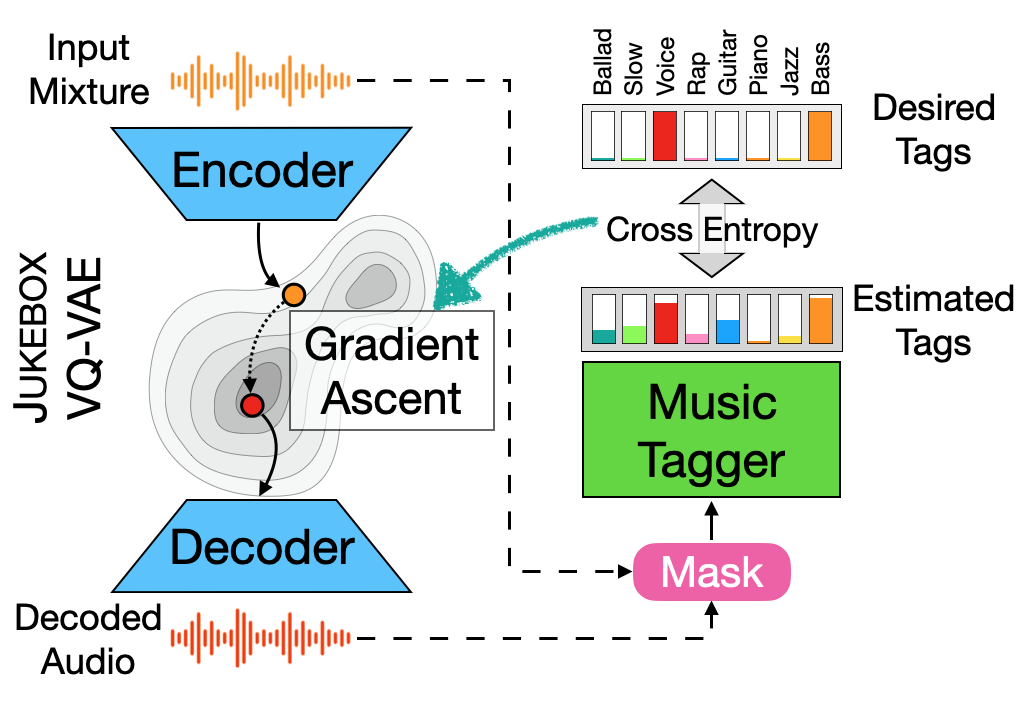 Input
Mixture
Encoder
JUKEBOX
VQ-VAE
Gradient
Ascent
Decoder
Decoded
Audio
Ballad
Slow
Voice
Rap
Guitar
Piano
Jazz
Bass
Desired
Tags
Cross Entropy
Estimated
Tags
Music
Tagger
Mask